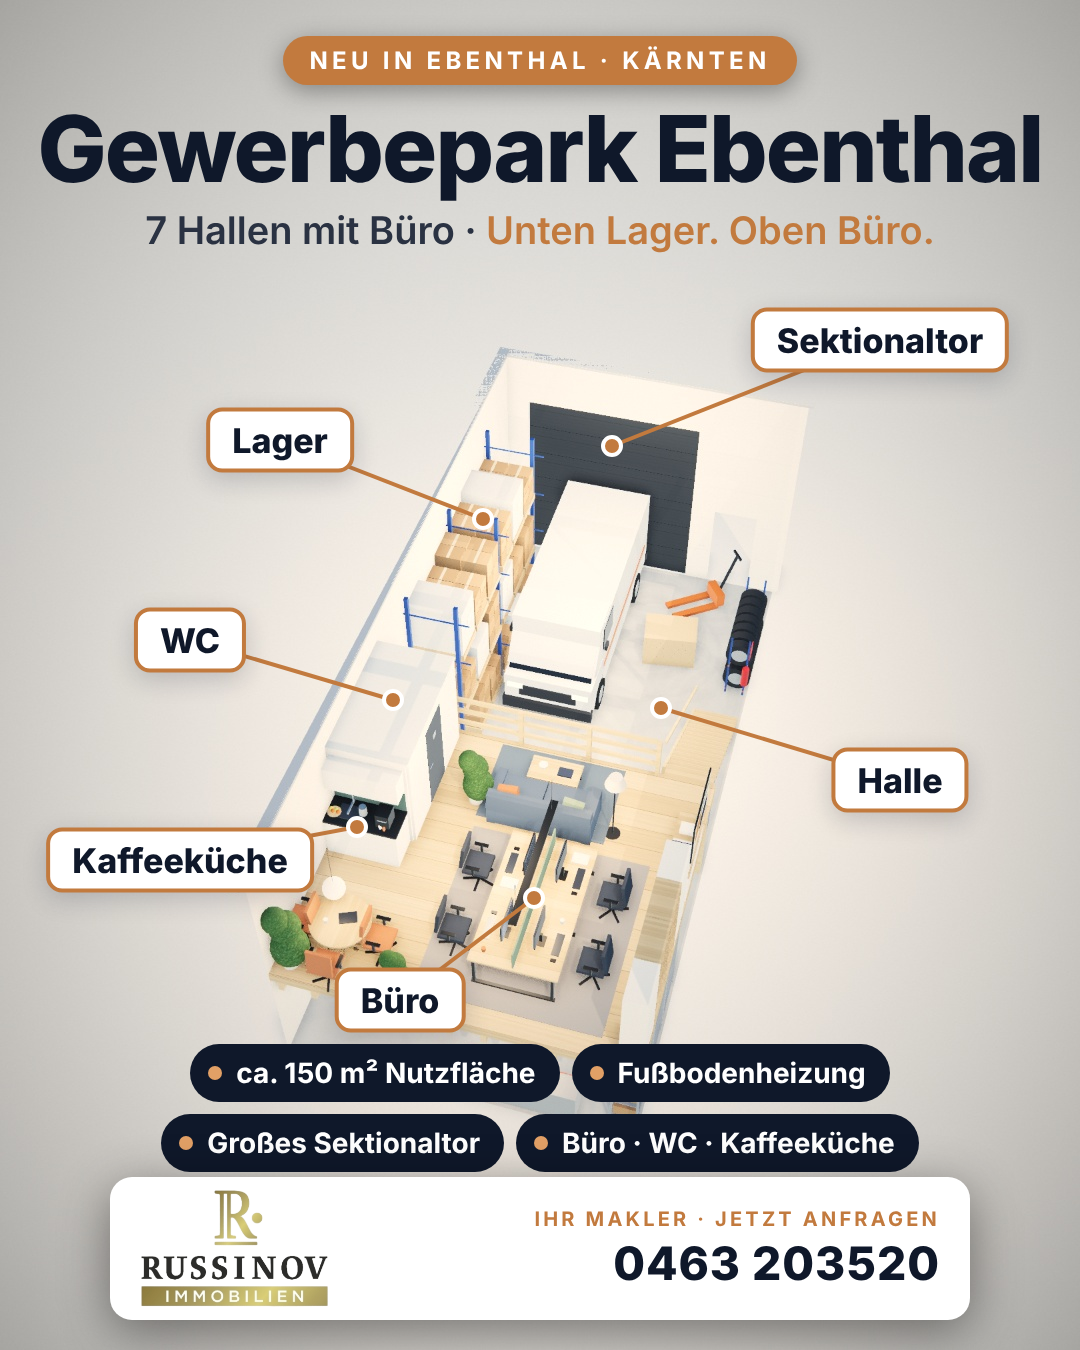 NEU IN EBENTHAL · KÄRNTEN
Gewerbepark Ebenthal
7 Hallen mit Büro · Unten Lager. Oben Büro.
Sektionaltor
Lager
WC
Halle
Kaffeeküche
Büro
ca. 150 m² Nutzfläche
Fußbodenheizung
Großes Sektionaltor
Büro · WC · Kaffeeküche
R
RUSSINOV
IMMOBILIEN
IHR MAKLER · JETZT ANFRAGEN
0463 203520